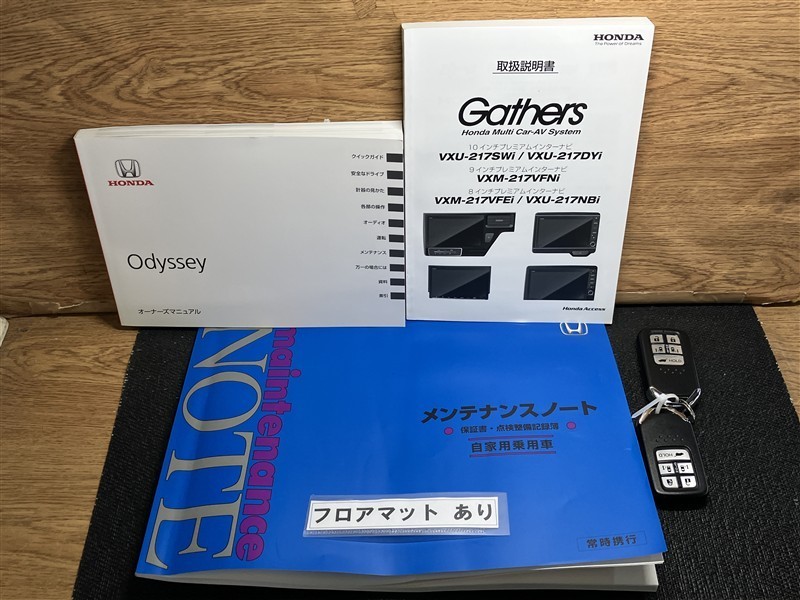 HONDA
Odyssey
オーナーズマニュアル
クイックガイド
安全なドライブ
計器の見かた
各部の操作
オーディオ
運転
メンテナンス
万一の場合には
資料
索引
HONDA
The Power of Dreams
取扱説明書
Gathers
Honda Multi Car-AV System
10インチプレミアムインターナビ
VXU-217SWi / VXU-217DYi
9インチプレミアムインターナビ
VXM-217VFNi
8インチプレミアムインターナビ
VXM-217VFEi / VXU-217NBi
Honda Access
maintenance
NOTE
メンテナンスノート
保証書・点検整備記録簿
自家用乗用車
フロアマット あり
常時携行
HOLD
HOLD